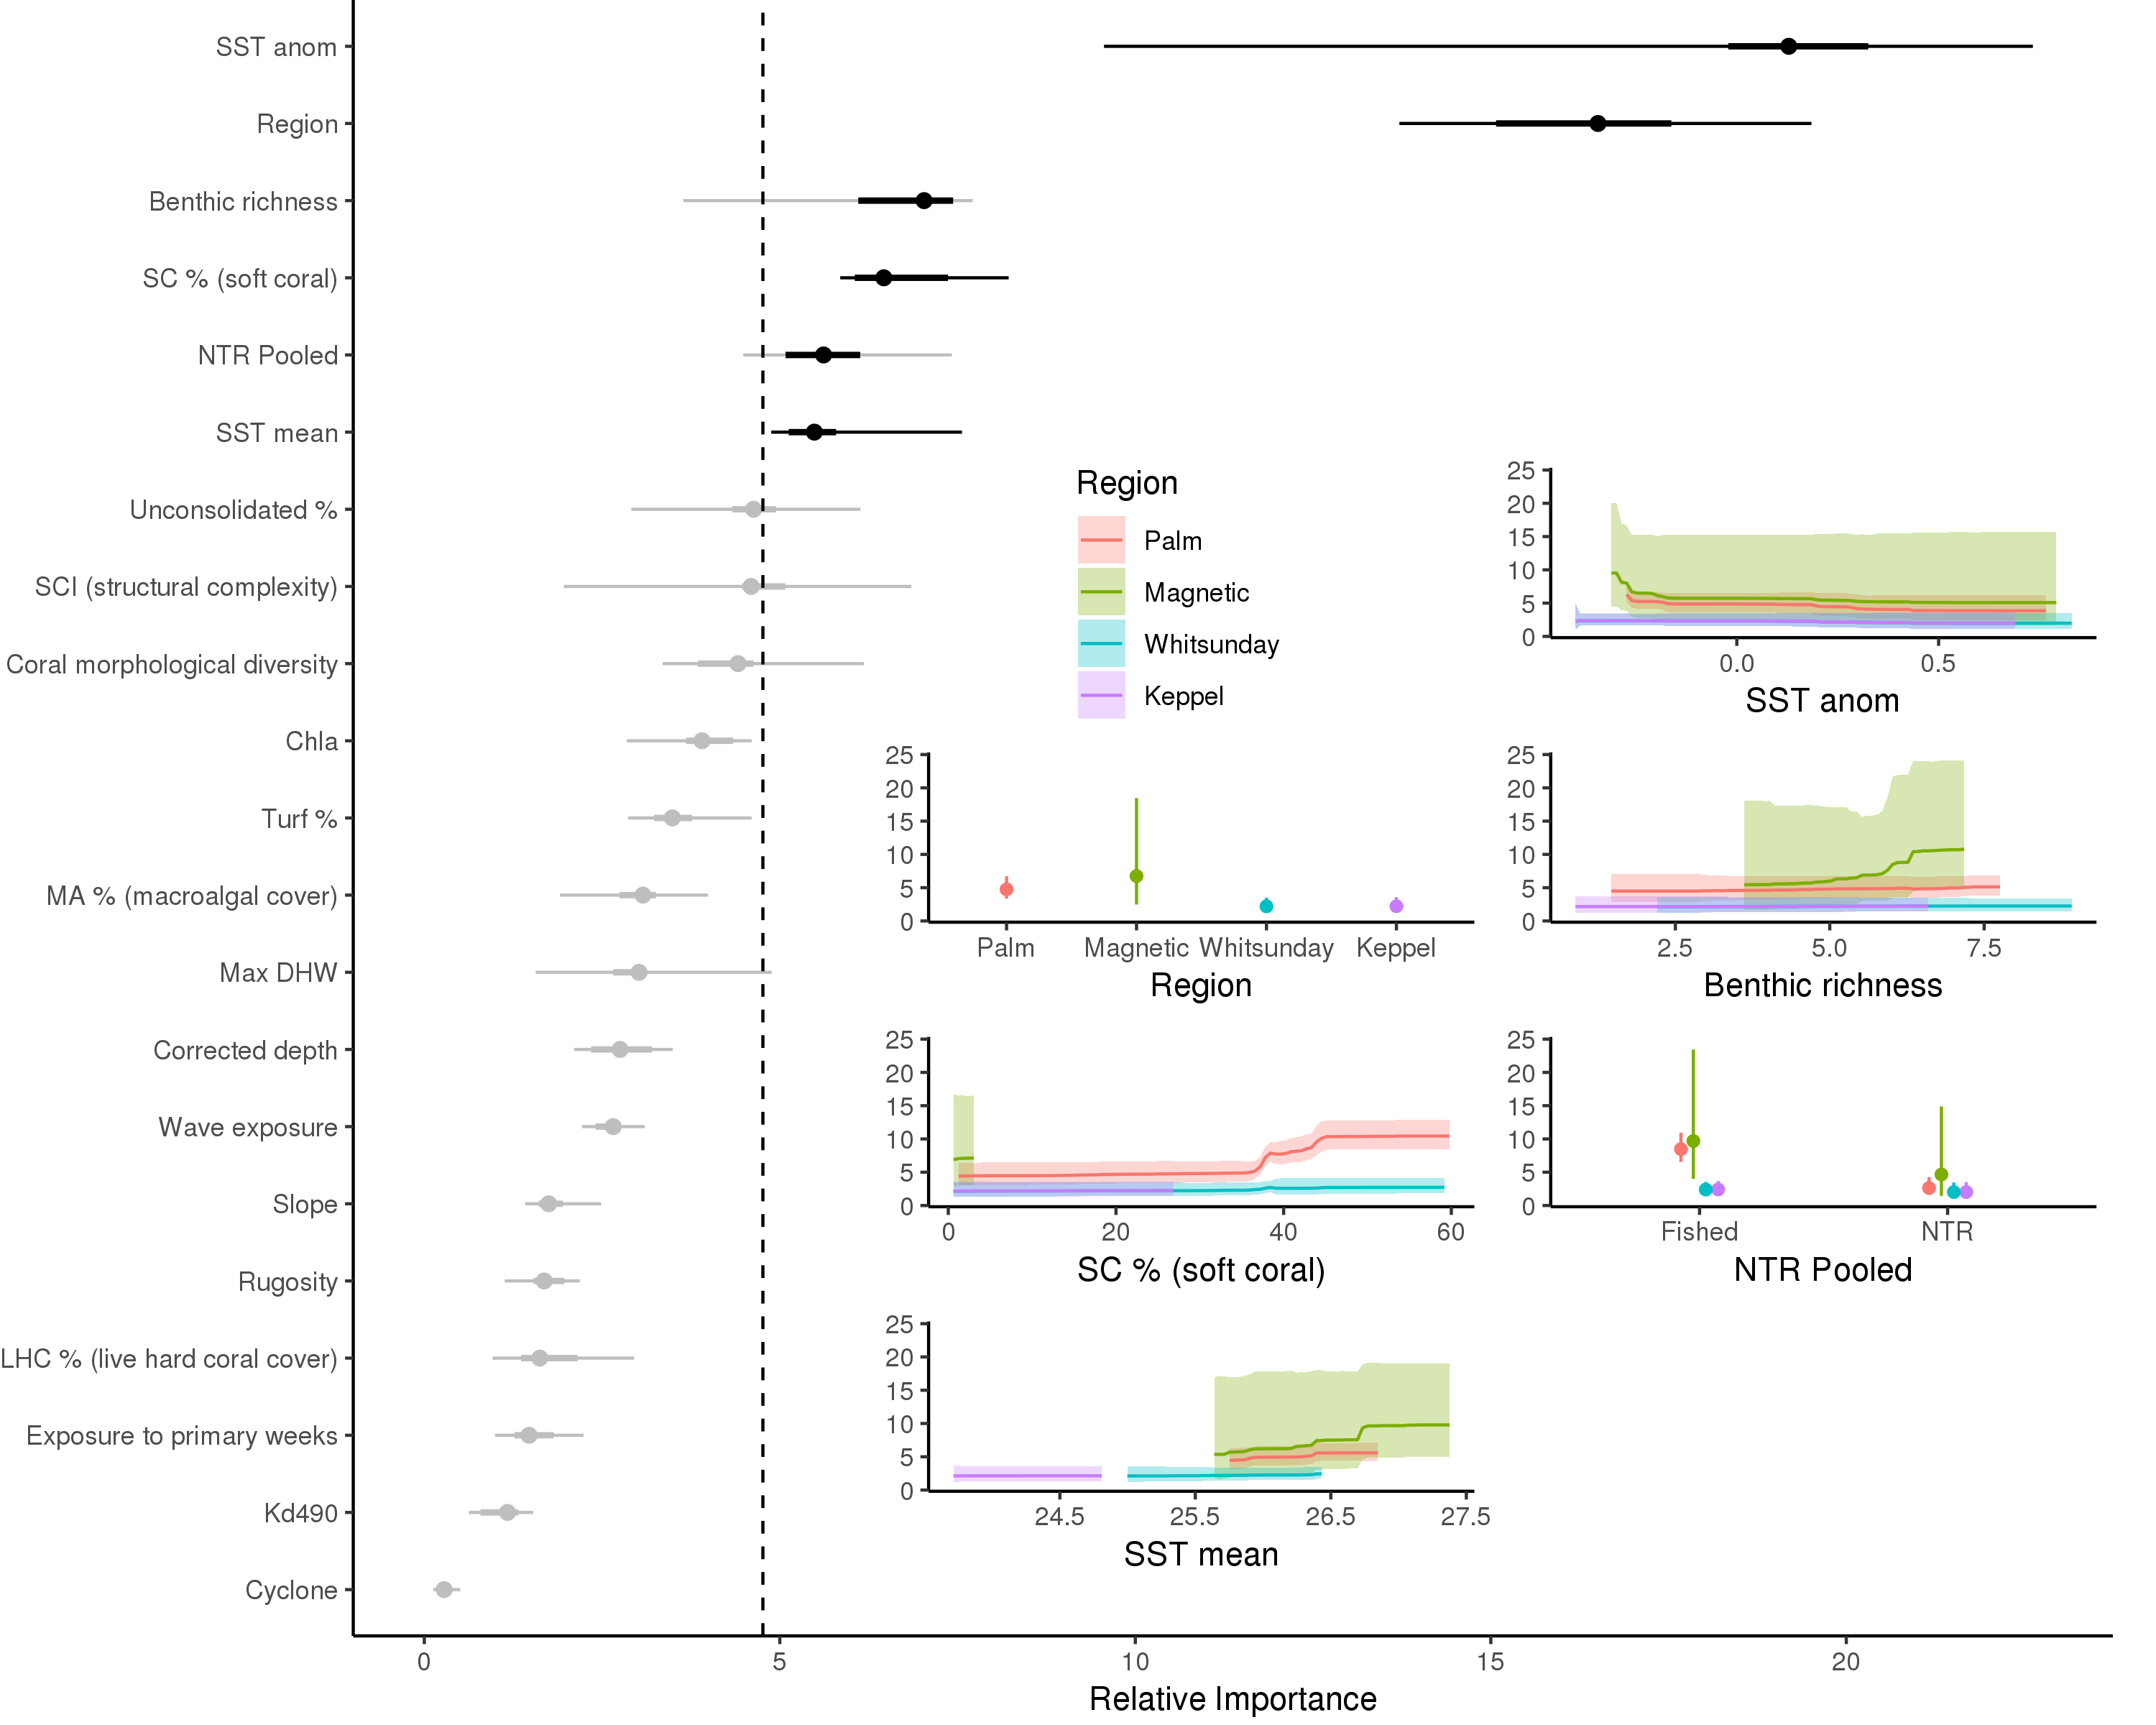 SST anom
Region
Benthic richness
SC % (soft coral)
NTR Pooled
SST mean
Unconsolidated %
SCI (structural complexity)
Coral morphological diversity
Chla
Turf %
MA % (macroalgal cover)
Max DHW
Corrected depth
Wave exposure
Slope
Rugosity
LHC % (live hard coral cover)
Exposure to primary weeks
Kd490
Cyclone
0 5 10 15 20
Relative Importance
Region
Palm
Magnetic
Whitsunday
Keppel
25
20
15
10
5
0
0.0 0.5
SST anom
25
20
15
10
5
0
Palm Magnetic Whitsunday Keppel
Region
25
20
15
10
5
0
2.5 5.0 7.5
Benthic richness
25
20
15
10
5
0
0 20 40 60
SC % (soft coral)
25
20
15
10
5
0
Fished NTR
NTR Pooled
25
20
15
10
5
0
24.5 25.5 26.5 27.5
SST mean